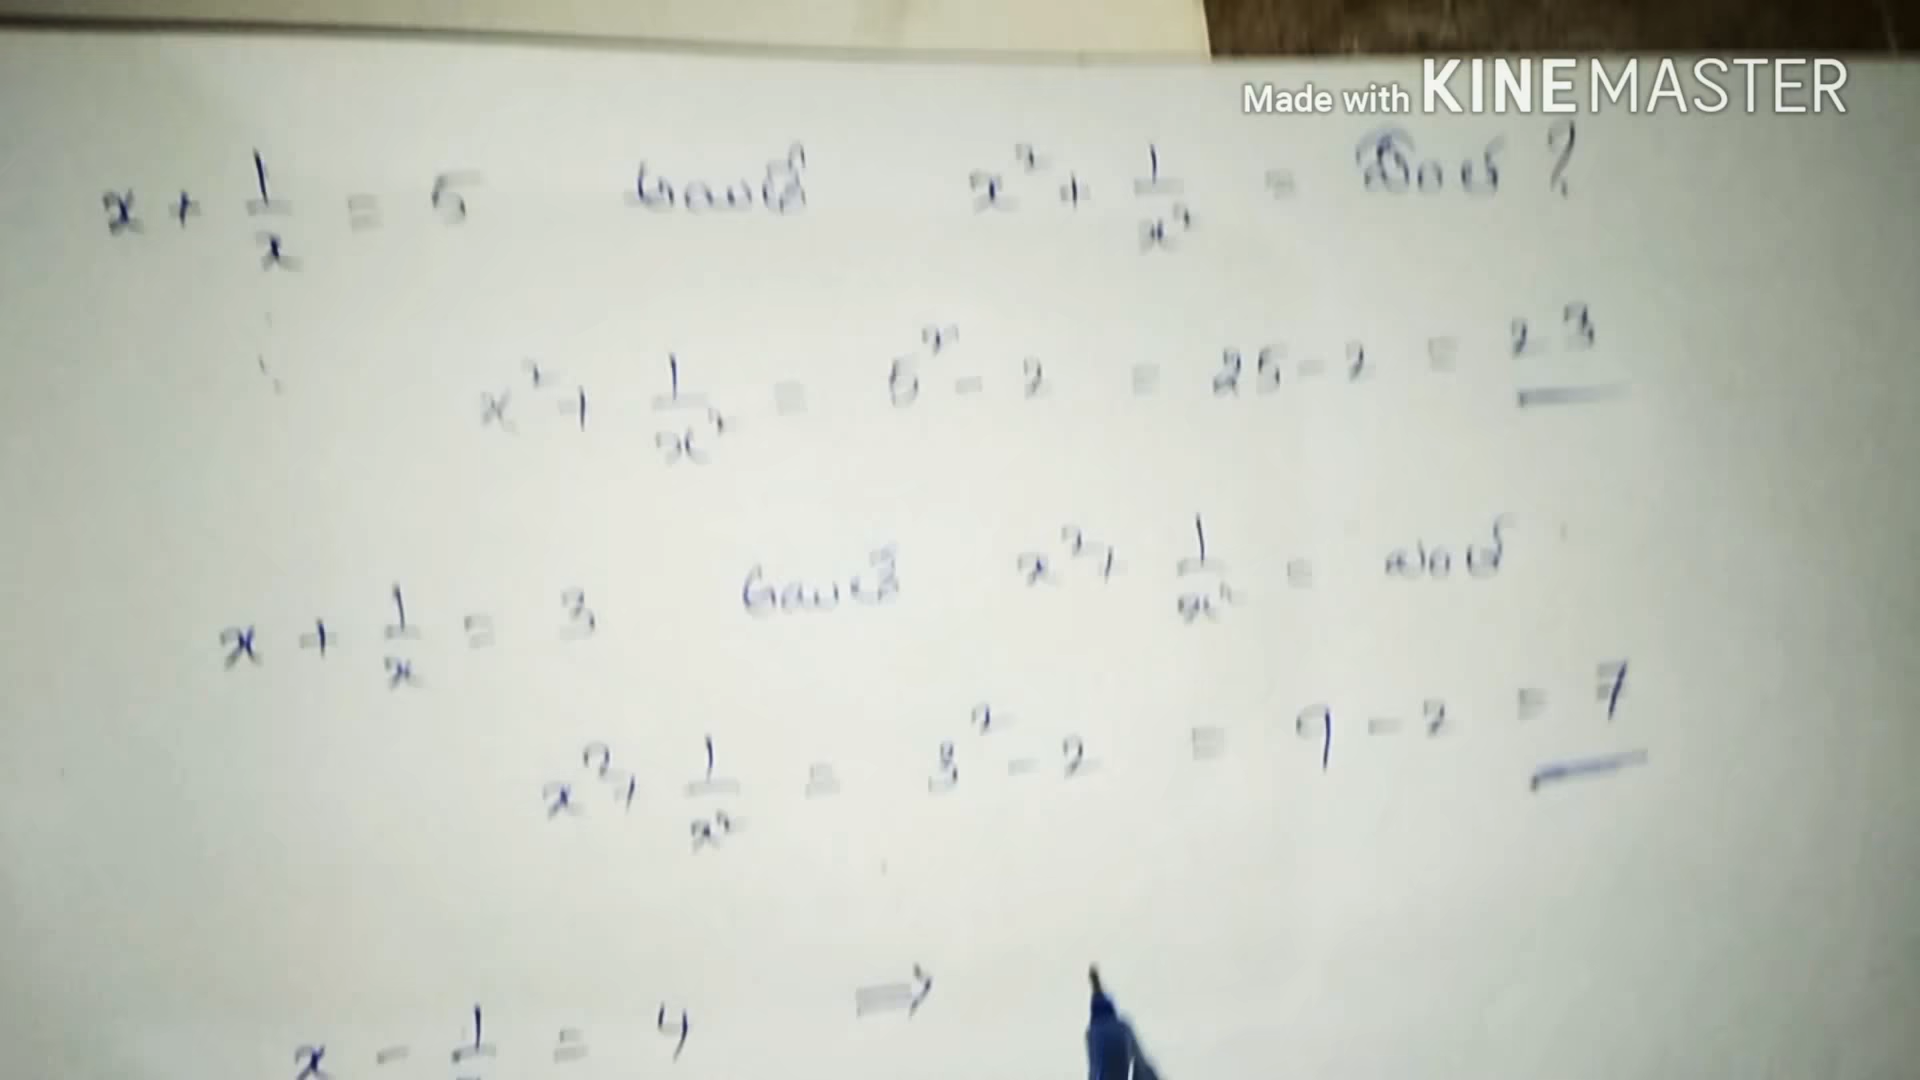 Made with KINEMASTER
x + 1/x = 5 x² + 1/x² = ?
x² + 1/x² = 5² - 2 = 25 - 2 = 23
x + 1/x = 3 x² + 1/x² =
x² + 1/x² = 3² - 2 = 9 - 2 = 7
x - 1 = 4 ⇒